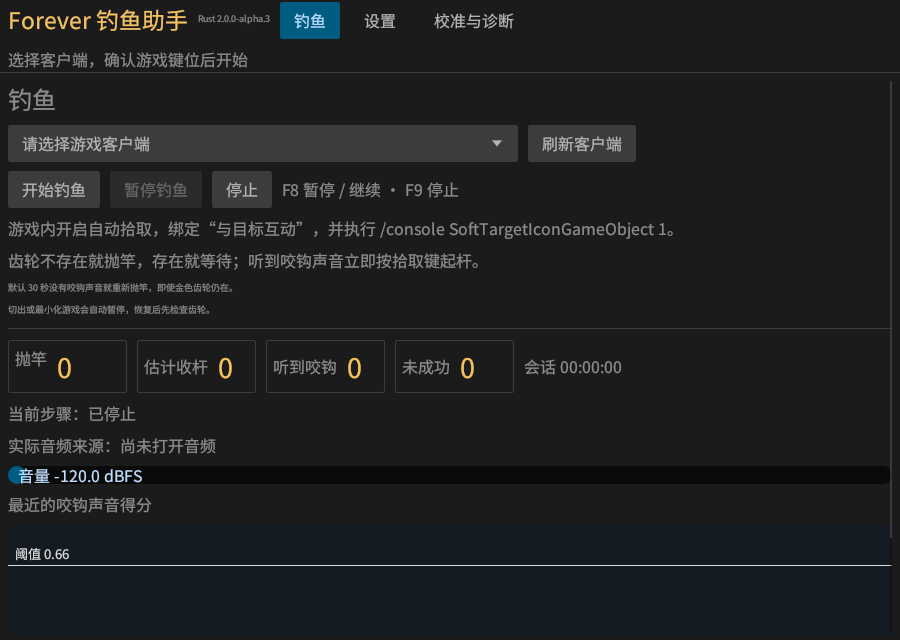 Forever 钓鱼助手 Rust 2.0.0-alpha.3 钓鱼 设置 校准与诊断
选择客户端，确认游戏键位后开始
钓鱼
请选择游戏客户端 刷新客户端
开始钓鱼 暂停钓鱼 停止 F8 暂停 / 继续 · F9 停止
游戏内开启自动拾取，绑定“与目标互动”，并执行 /console SoftTargetIconGameObject 1。
齿轮不存在就抛竿，存在就等待；听到咬钩声音立即按拾取键起杆。
默认 30 秒没有咬钩声音就重新抛竿，即使金色齿轮仍在。
切出或最小化游戏会自动暂停，恢复后先检查齿轮。
抛竿 0 估计收杆 0 听到咬钩 0 未成功 0 会话 00:00:00
当前步骤：已停止
实际音频来源：尚未打开音频
音量 -120.0 dBFS
最近的咬钩声音得分
阈值 0.66